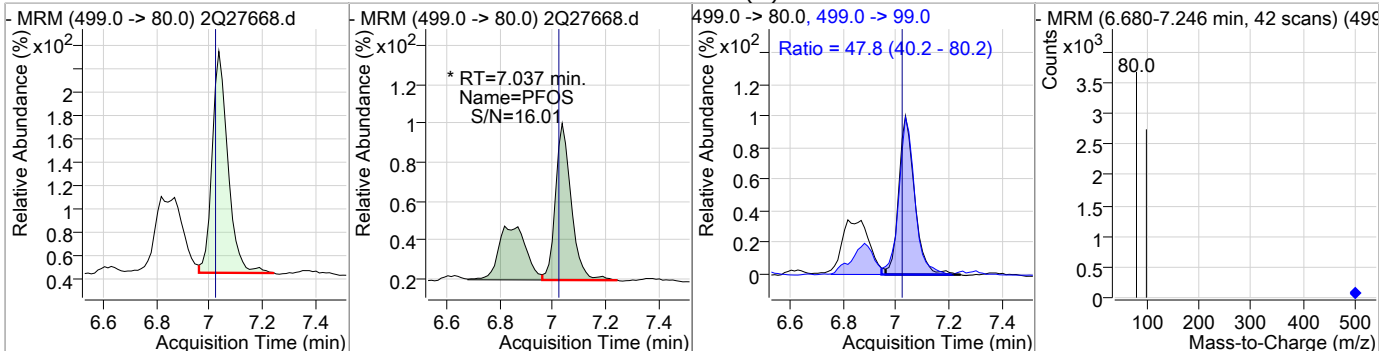 - MRM (499.0 -> 80.0) 2Q27668.d
x10²
Relative Abundance (%)
2
1.8
1.6
1.4
1.2
1
0.8
0.6
0.4
6.6 6.8 7 7.2 7.4
Acquisition Time (min)
- MRM (499.0 -> 80.0) 2Q27668.d
x10²
Relative Abundance (%)
* RT=7.037 min.
Name=PFOS
S/N=16.01
1.2
1
0.8
0.6
0.4
0.2
6.6 6.8 7 7.2 7.4
Acquisition Time (min)
499.0 -> 80.0, 499.0 -> 99.0
x10²
Relative Abundance (%)
Ratio = 47.8 (40.2 - 80.2)
1.2
1
0.8
0.6
0.4
0.2
0
6.6 6.8 7 7.2 7.4
Acquisition Time (min)
- MRM (6.680-7.246 min, 42 scans) (499
x10³
Counts
80.0
3.5
3
2.5
2
1.5
1
0.5
0
100 200 300 400 500
Mass-to-Charge (m/z)